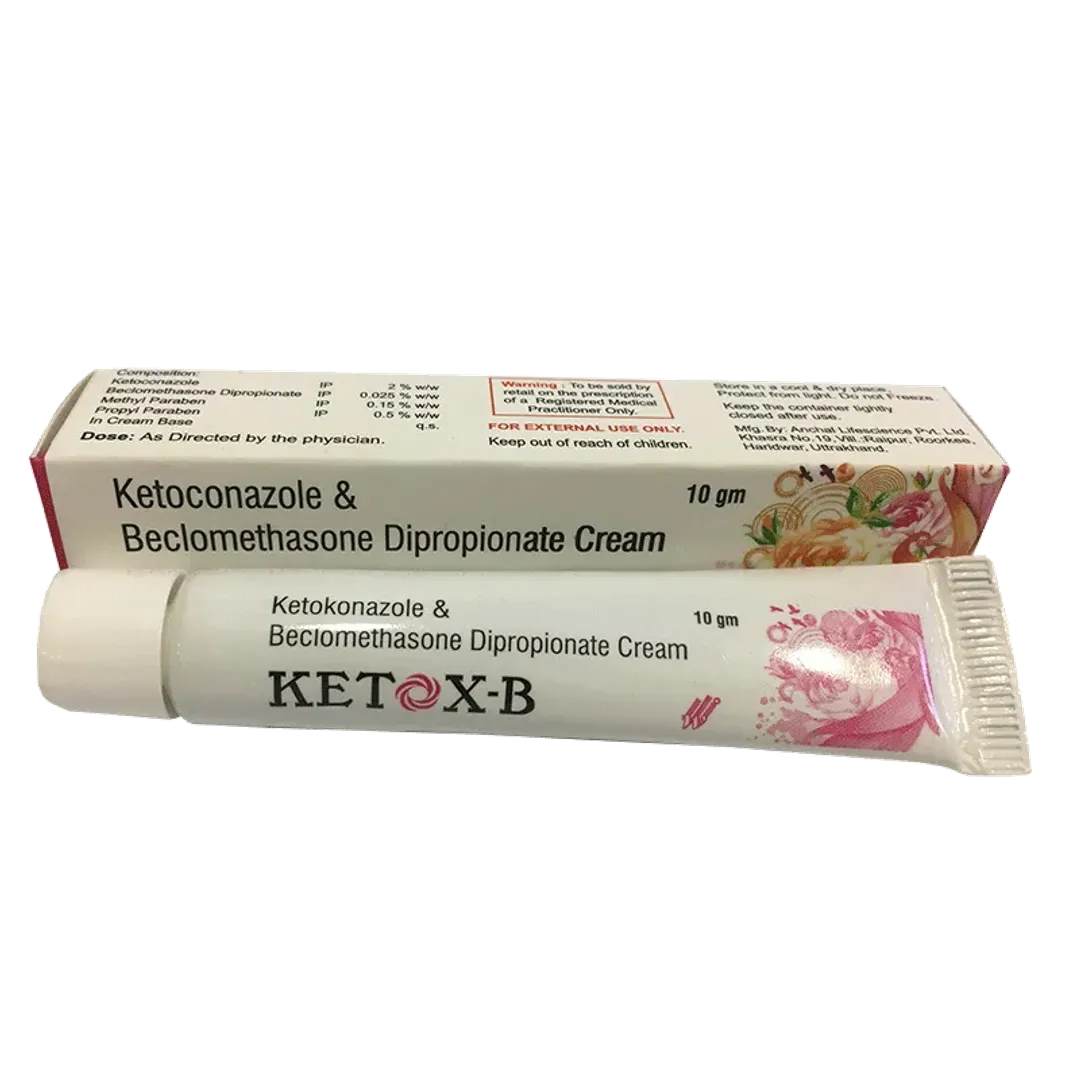 Composition:
Ketoconazole IP 2 % w/w
Beclomethasone Dipropionate IP 0.025 % w/w
Methyl Paraben IP 0.15 % w/w
Propyl Paraben IP 0.5 % w/w
In Cream Base q.s.
Dose: As Directed by the physician.
Warning : To be sold by
retail on the prescription
of a Registered Medical
Practitioner Only.
FOR EXTERNAL USE ONLY.
Keep out of reach of children.
Store in a cool & dry place.
Protect from light. Do not Freeze.
Keep the container tightly
closed after use.
Mfg. By: Anchal Lifescience Pvt. Ltd.
Khasra No. 19, Vill.:Raipur, Roorkee,
Haridwar, Uttrakhand.
Ketoconazole &
Beclomethasone Dipropionate Cream
10 gm
Ketokonazole &
Beclomethasone Dipropionate Cream
10 gm
KETOX-B